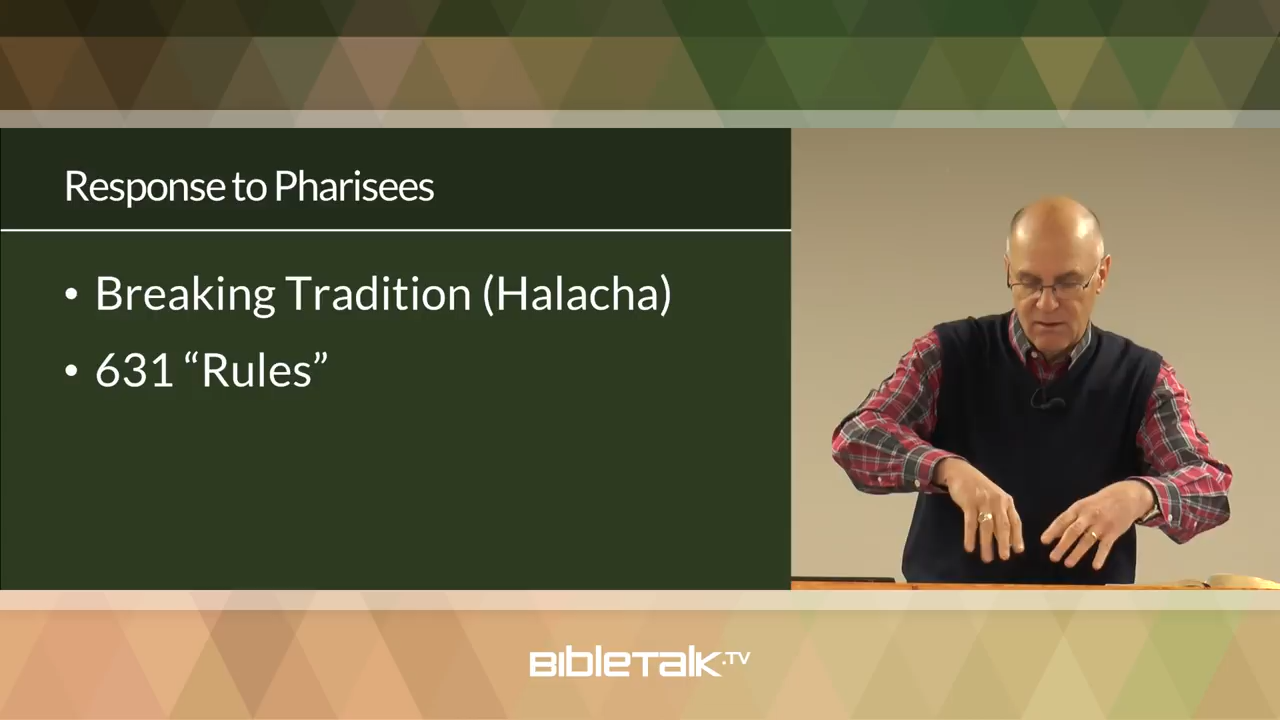 Response to Pharisees
• Breaking Tradition (Halacha)
• 631 “Rules”
BIBLETALK.TV